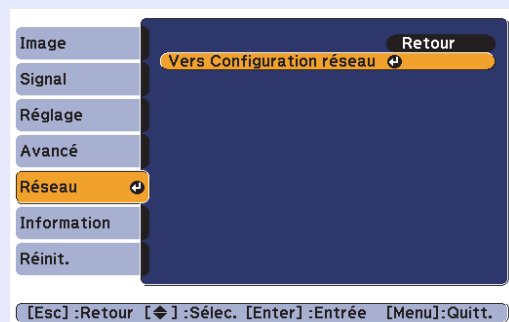 Image
Signal
Réglage
Avancé
Réseau
Information
Réinit.
Retour
Vers Configuration réseau
[Esc] :Retour [◆] :Sélec. [Enter] :Entrée [Menu]:Quitt.